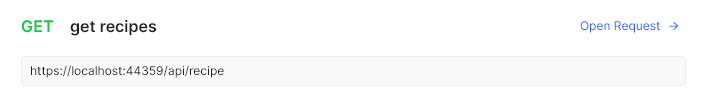 GET get recipes Open Request →
https://localhost:44359/api/recipe